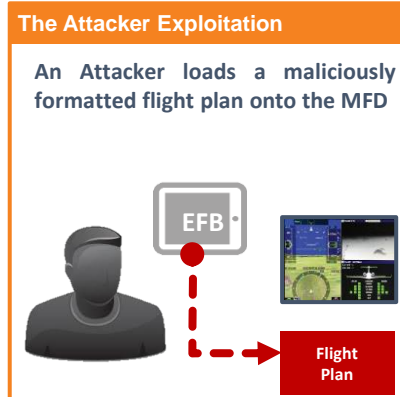 The Attacker Exploitation
An Attacker loads a maliciously
formatted flight plan onto the MFD
EFB
Flight
Plan